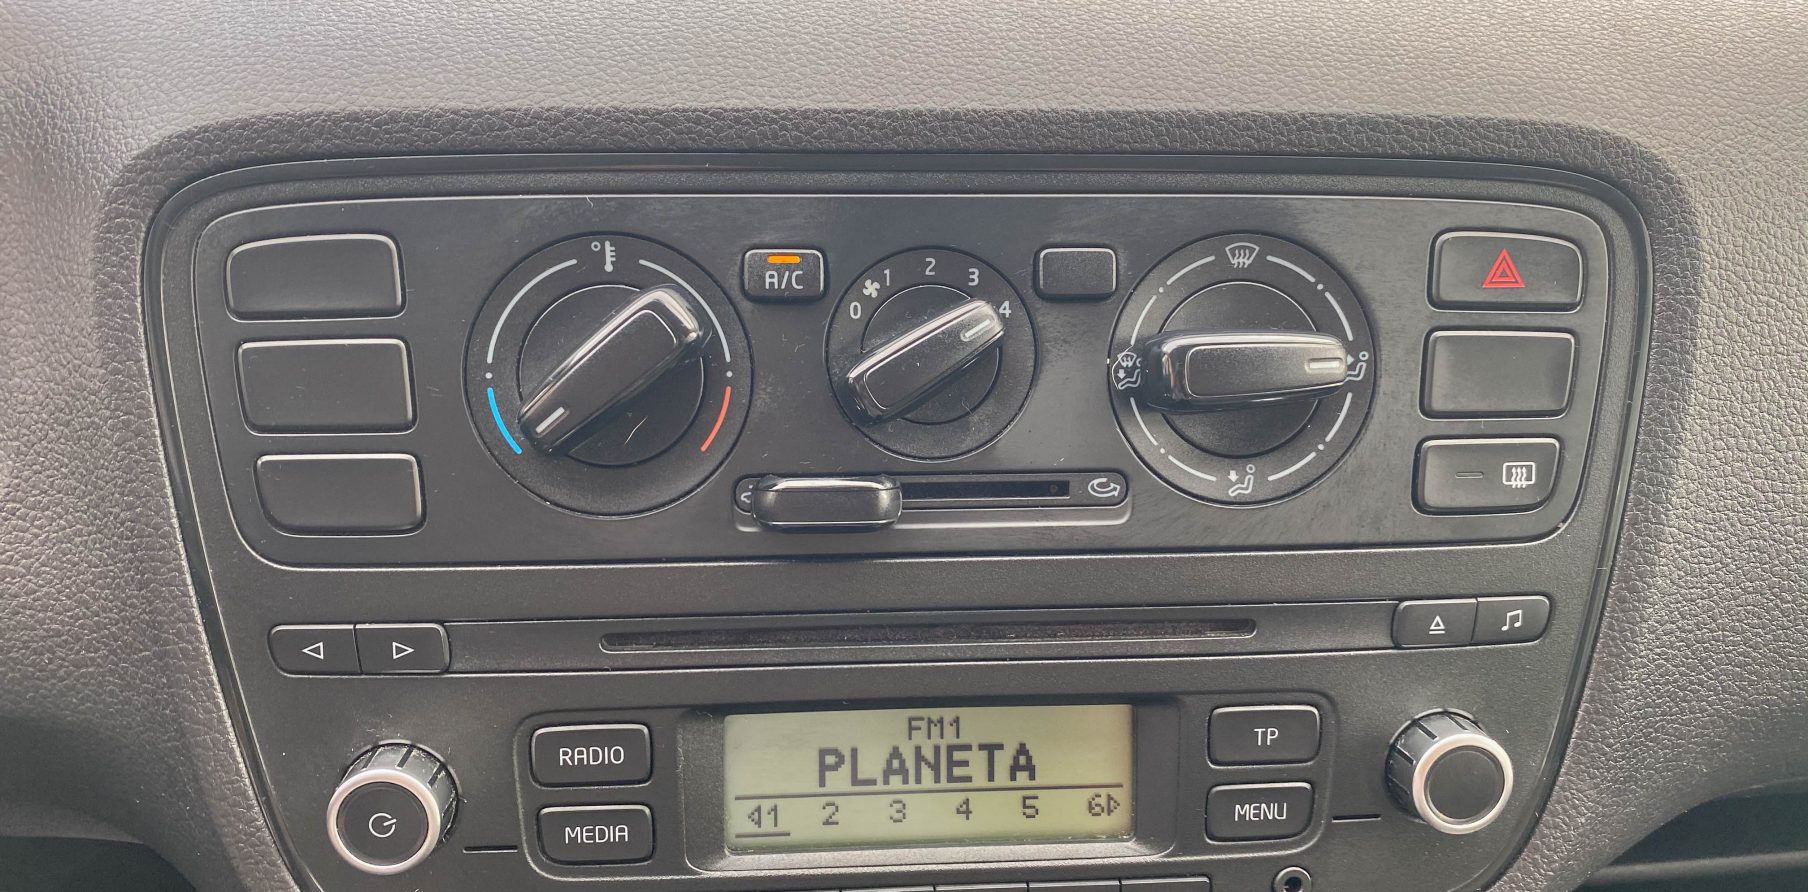 A/C
0 1 2 3 4
FM1
PLANETA
1 2 3 4 5 6
RADIO
MEDIA
TP
MENU